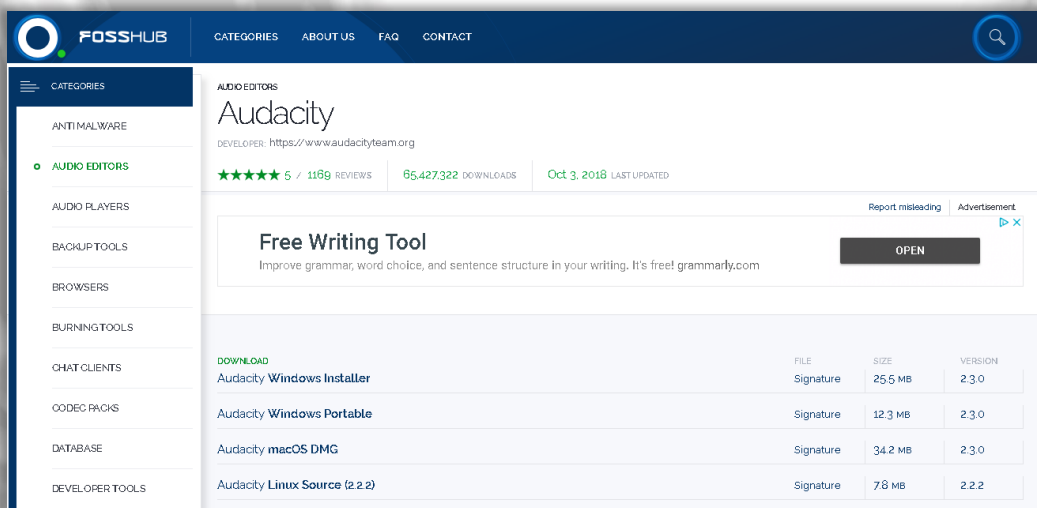 FOSSHUB
CATEGORIES ABOUT US FAQ CONTACT
CATEGORIES
ANTI MALWARE
AUDIO EDITORS
AUDIO PLAYERS
BACKUP TOOLS
BROWSERS
BURNING TOOLS
CHAT CLIENTS
CODEC PACKS
DATABASE
DEVELOPER TOOLS
AUDIO EDITORS
Audacity
DEVELOPER: https://www.audacityteam.org
5 / 1169 REVIEWS 65,427,322 DOWNLOADS Oct 3, 2018 LAST UPDATED
Report misleading Advertisement
Free Writing Tool
Improve grammar, word choice, and sentence structure in your writing. It's free! grammarly.com
OPEN
DOWNLOAD FILE SIZE VERSION
Audacity Windows Installer Signature 25.5 MB 2.3.0
Audacity Windows Portable Signature 12.3 MB 2.3.0
Audacity macOS DMG Signature 34.2 MB 2.3.0
Audacity Linux Source (2.2.2) Signature 7.8 MB 2.2.2